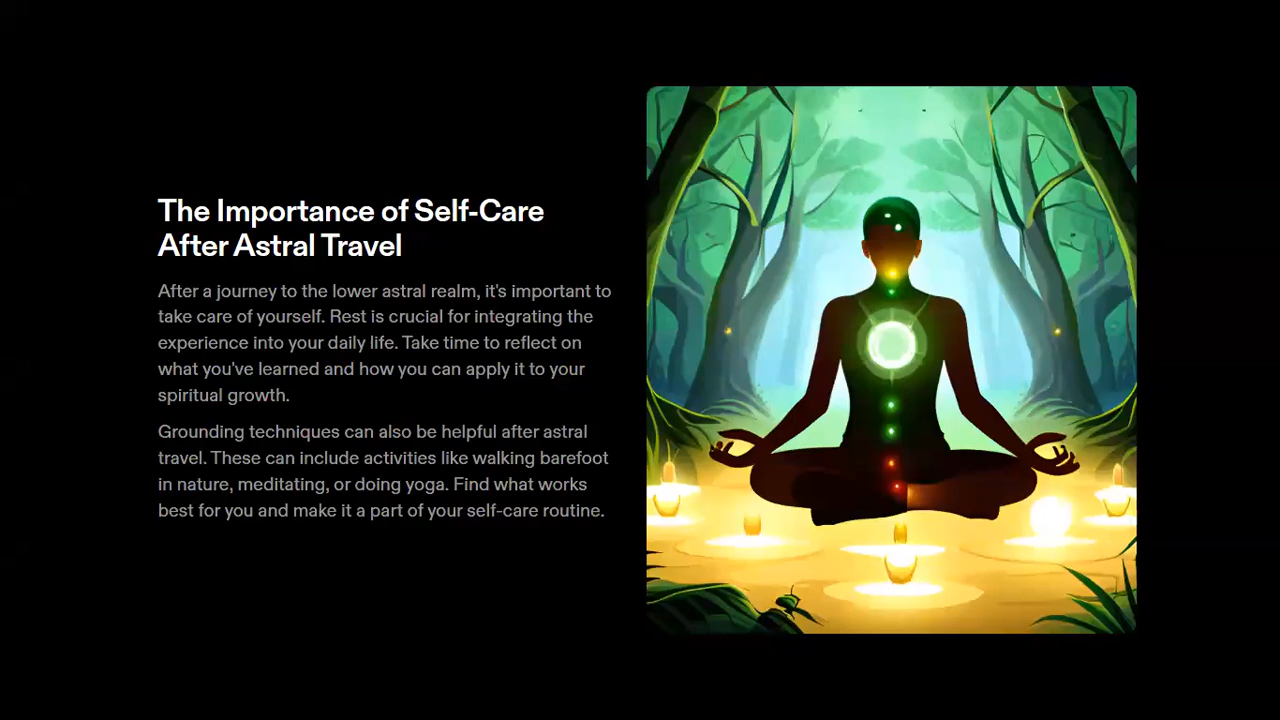 The Importance of Self-Care
After Astral Travel
After a journey to the lower astral realm, it's important to
take care of yourself. Rest is crucial for integrating the
experience into your daily life. Take time to reflect on
what you've learned and how you can apply it to your
spiritual growth.
Grounding techniques can also be helpful after astral
travel. These can include activities like walking barefoot
in nature, meditating, or doing yoga. Find what works
best for you and make it a part of your self-care routine.